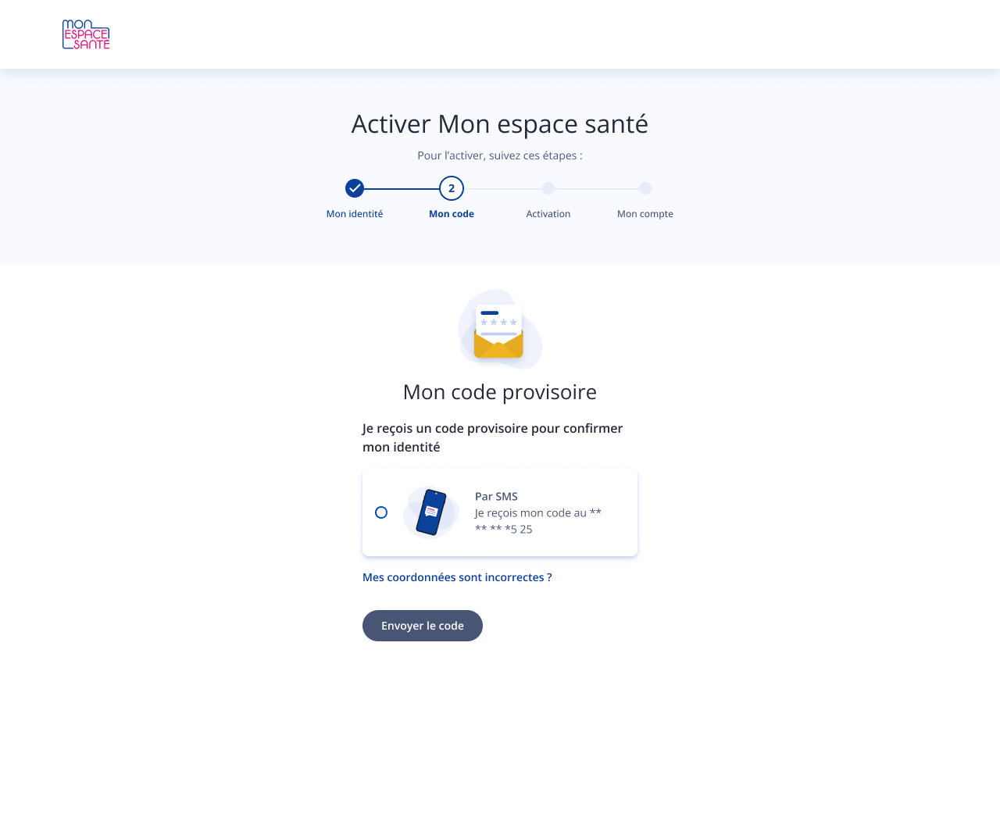 mon
ESPACE
SANTÉ
Activer Mon espace santé
Pour l’activer, suivez ces étapes :
2
Mon identité
Mon code
Activation
Mon compte
* * * *
Mon code provisoire
Je reçois un code provisoire pour confirmer
mon identité
Par SMS
Je reçois mon code au **
** ** *5 25
Mes coordonnées sont incorrectes ?
Envoyer le code